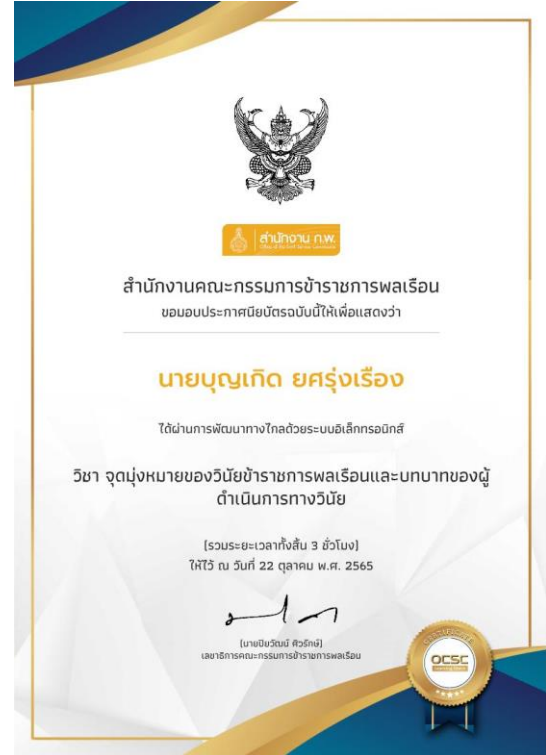 สำนักงาน ก.พ.
สำนักงานคณะกรรมการข้าราชการพลเรือน
ขอมอบประกาศนียบัตรฉบับนี้ให้เพื่อแสดงว่า
นายบุญเกิด ยศรุ่งเรือง
ได้ผ่านการพัฒนาทางไกลด้วยระบบอิเล็กทรอนิกส์
วิชา จุดมุ่งหมายของวินัยข้าราชการพลเรือนและบทบาทของผู้
ดำเนินการทางวินัย
(รวมระยะเวลาทั้งสิ้น 3 ชั่วโมง)
ให้ไว้ ณ วันที่ 22 ตุลาคม พ.ศ. 2565
(นายปิยวัฒน์ ศิวรักษ์)
เลขาธิการคณะกรรมการข้าราชการพลเรือน
CERTIFICATE
OCSC